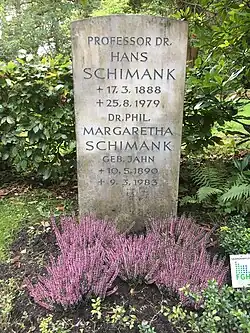 PROFESSOR DR.
HANS
SCHIMANK
+ 17. 3. 1888
+ 25. 8. 1979
DR. PHIL.
MARGARETHA
SCHIMANK
GEB. JAHN
+ 10. 5. 1890
+ 9. 3. 1983